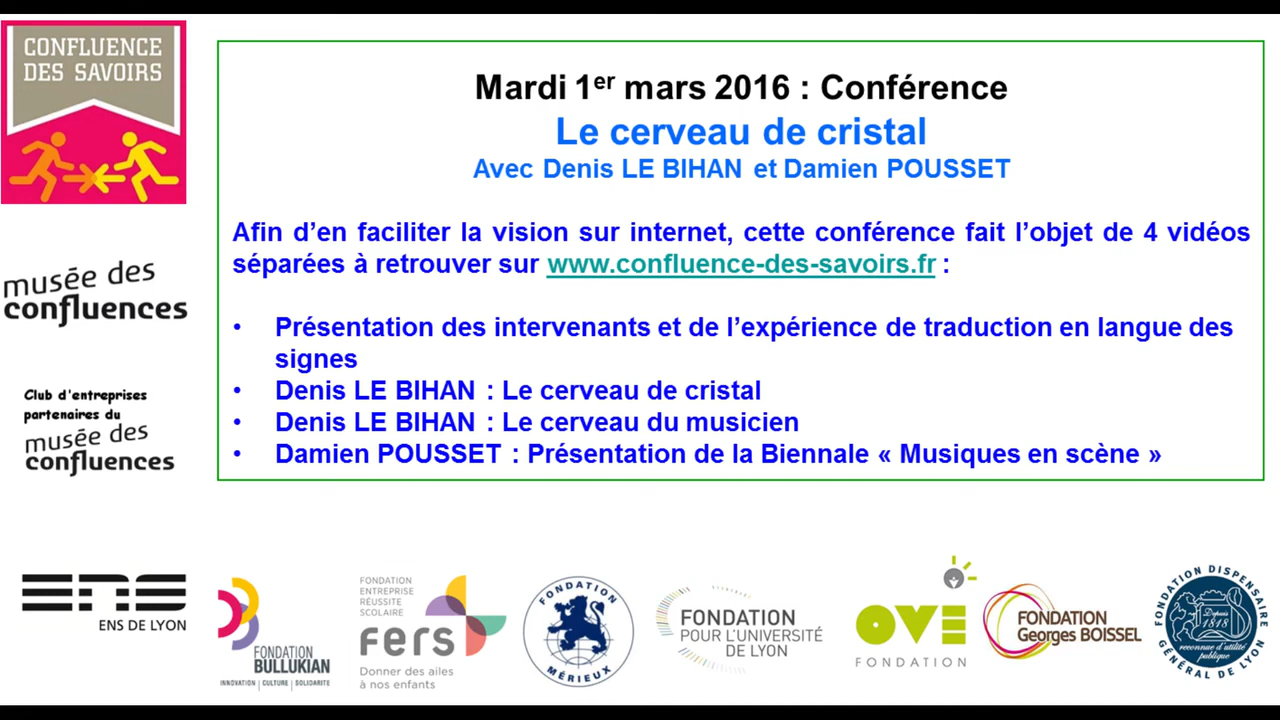 CONFLUENCE
DES SAVOIRS
Mardi 1er mars 2016 : Conférence
Le cerveau de cristal
Avec Denis LE BIHAN et Damien POUSSET
Afin d’en faciliter la vision sur internet, cette conférence fait l’objet de 4 vidéos
séparées à retrouver sur www.confluence-des-savoirs.fr :
• Présentation des intervenants et de l’expérience de traduction en langue des
signes
• Denis LE BIHAN : Le cerveau de cristal
• Denis LE BIHAN : Le cerveau du musicien
• Damien POUSSET : Présentation de la Biennale « Musiques en scène »
musée des
confluences
Club d'entreprises
partenaires du
musée des
confluences
ENS
ENS DE LYON
FONDATION
BULLUKIAN
INNOVATION | CULTURE | SOLIDARITE
FONDATION
ENTREPRISE
RÉUSSITE
SCOLAIRE
fers
Donner des ailes
à nos enfants
FONDATION
MÉRIEUX
FONDATION
POUR L'UNIVERSITÉ
DE LYON
OVE
FONDATION
FONDATION
Georges BOISSEL
FONDATION DISPENSAIRE
GÉNÉRAL DE LYON
Depuis
1818
reconnue d'utilité
publique